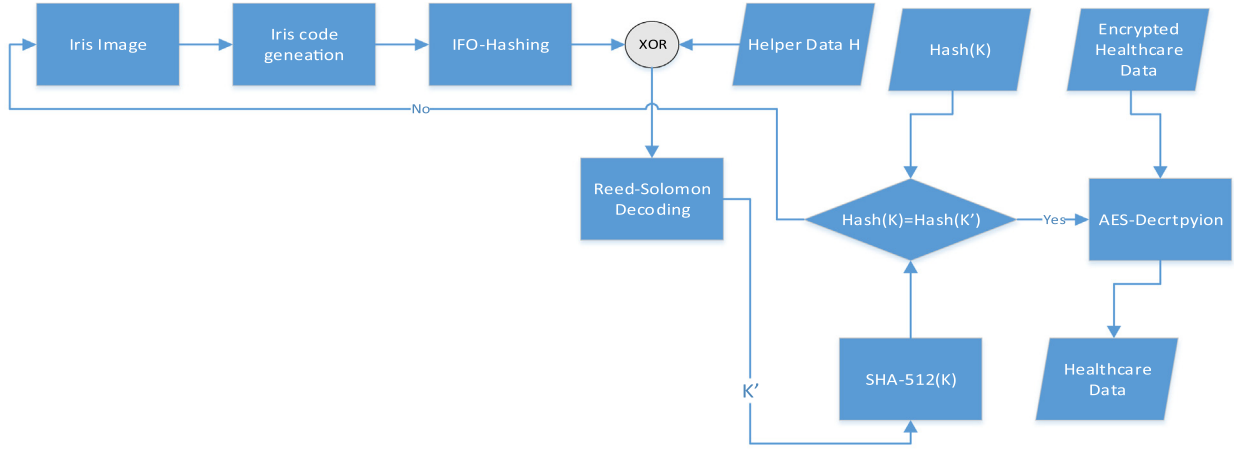 Iris Image
Iris code
geneation
IFO-Hashing
XOR
Helper Data H
Hash(K)
Encrypted
Healthcare
Data
No
Reed-Solomon
Decoding
Hash(K)=Hash(K’)
Yes
AES-Decrtpyion
K’
SHA-512(K)
Healthcare
Data